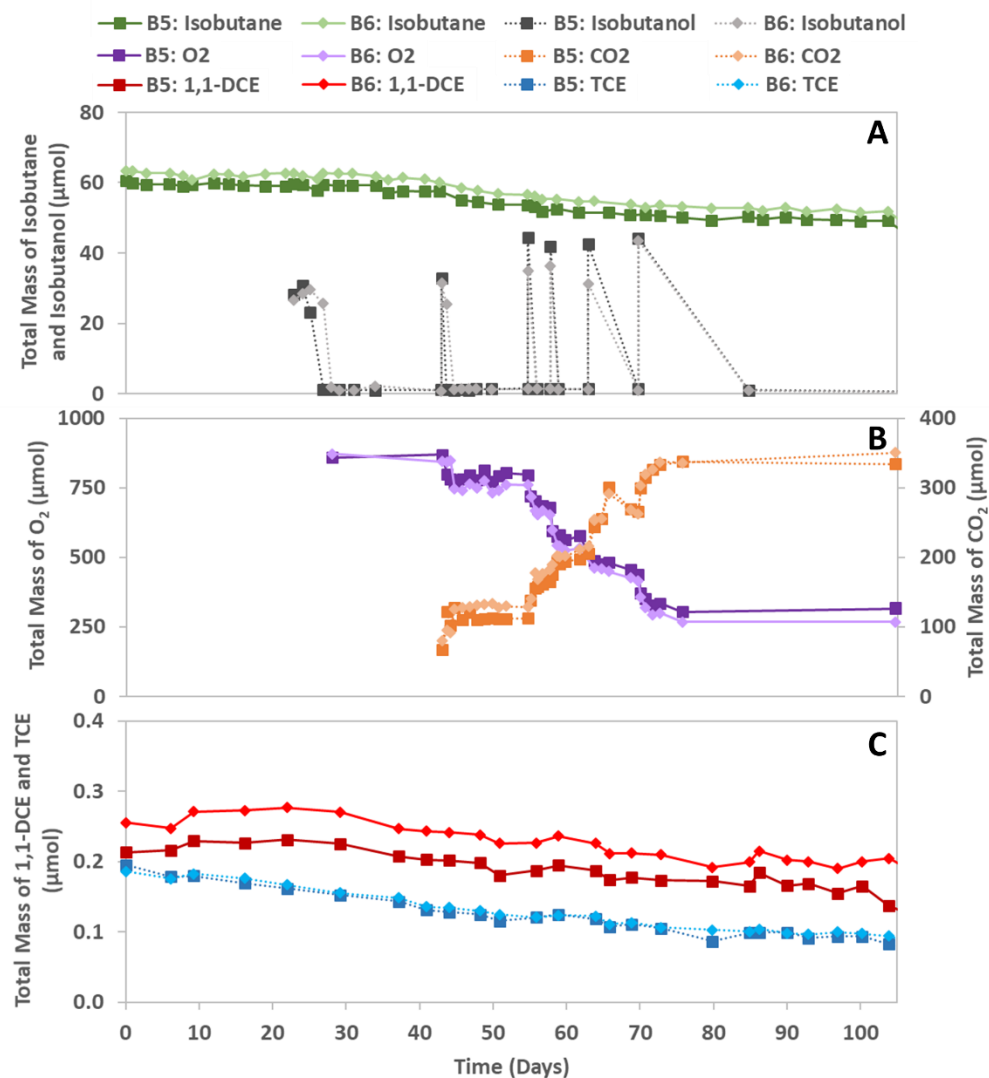 B5: Isobutane B6: Isobutane B5: Isobutanol B6: Isobutanol
B5: O2 B6: O2 B5: CO2 B6: CO2
B5: 1,1-DCE B6: 1,1-DCE B5: TCE B6: TCE
Total Mass of Isobutane
and Isobutanol (µmol)
80
60
40
20
0
A
Total Mass of O₂ (µmol)
1000
750
500
250
0
B
400
300
200
100
0
Total Mass of CO₂ (µmol)
Total Mass of 1,1-DCE and TCE
(µmol)
0.4
0.3
0.2
0.1
0.0
C
0 10 20 30 40 50 60 70 80 90 100
Time (Days)